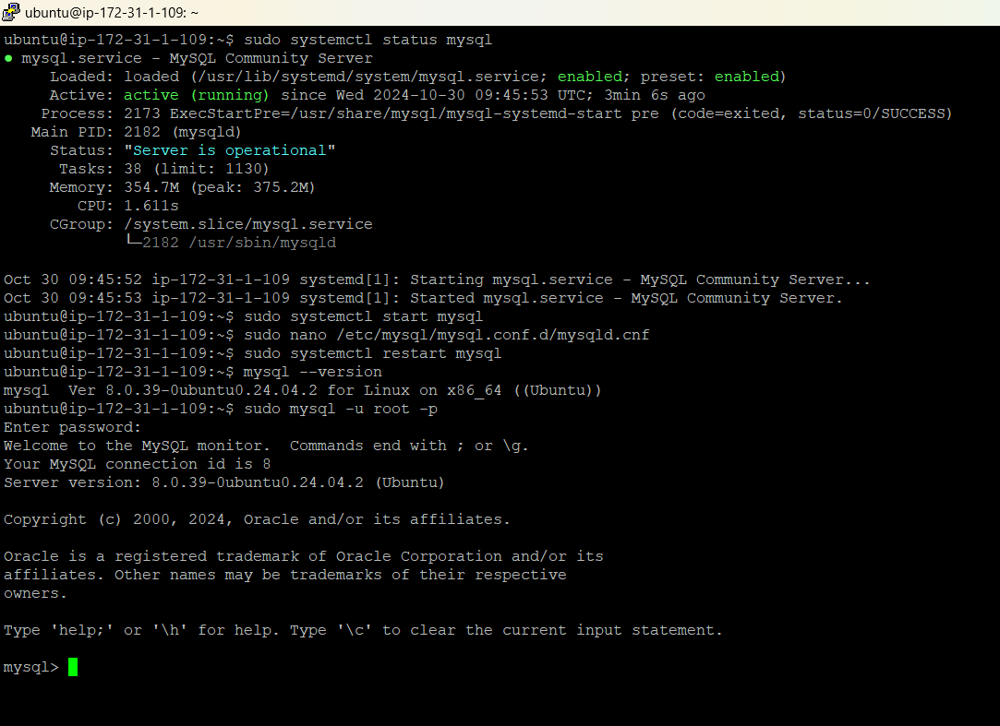 ubuntu@ip-172-31-1-109: ~
ubuntu@ip-172-31-1-109:~$ sudo systemctl status mysql
● mysql.service - MySQL Community Server
     Loaded: loaded (/usr/lib/systemd/system/mysql.service; enabled; preset: enabled)
     Active: active (running) since Wed 2024-10-30 09:45:53 UTC; 3min 6s ago
    Process: 2173 ExecStartPre=/usr/share/mysql/mysql-systemd-start pre (code=exited, status=0/SUCCESS)
   Main PID: 2182 (mysqld)
     Status: "Server is operational"
      Tasks: 38 (limit: 1130)
     Memory: 354.7M (peak: 375.2M)
        CPU: 1.611s
     CGroup: /system.slice/mysql.service
             └─2182 /usr/sbin/mysqld

Oct 30 09:45:52 ip-172-31-1-109 systemd[1]: Starting mysql.service - MySQL Community Server...
Oct 30 09:45:53 ip-172-31-1-109 systemd[1]: Started mysql.service - MySQL Community Server.
ubuntu@ip-172-31-1-109:~$ sudo systemctl start mysql
ubuntu@ip-172-31-1-109:~$ sudo nano /etc/mysql/mysql.conf.d/mysqld.cnf
ubuntu@ip-172-31-1-109:~$ sudo systemctl restart mysql
ubuntu@ip-172-31-1-109:~$ mysql --version
mysql  Ver 8.0.39-0ubuntu0.24.04.2 for Linux on x86_64 ((Ubuntu))
ubuntu@ip-172-31-1-109:~$ sudo mysql -u root -p
Enter password:
Welcome to the MySQL monitor.  Commands end with ; or \g.
Your MySQL connection id is 8
Server version: 8.0.39-0ubuntu0.24.04.2 (Ubuntu)

Copyright (c) 2000, 2024, Oracle and/or its affiliates.

Oracle is a registered trademark of Oracle Corporation and/or its
affiliates. Other names may be trademarks of their respective
owners.

Type 'help;' or '\h' for help. Type '\c' to clear the current input statement.

mysql>